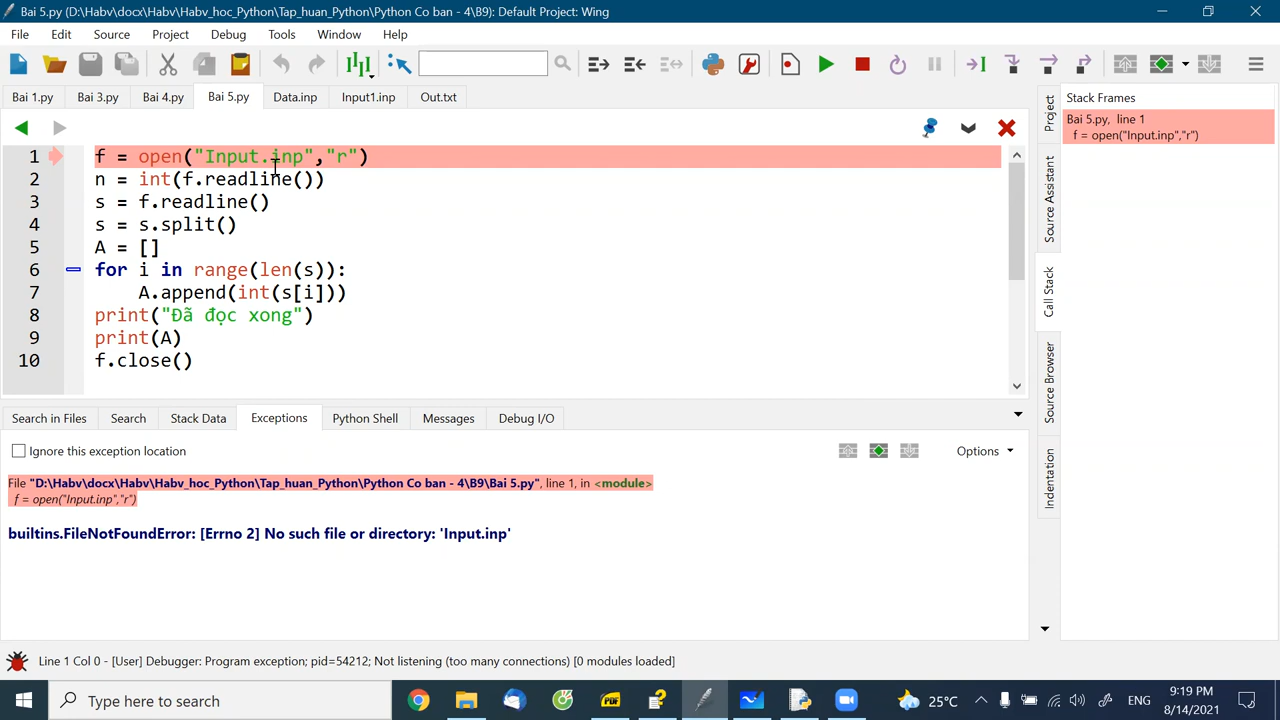 Bai 5.py (D:\Habv\docx\Habv\Habv_hoc_Python\Tap_huan_Python\Python Co ban - 4\B9): Default Project: Wing
File Edit Source Project Debug Tools Window Help
Bai 1.py Bai 3.py Bai 4.py Bai 5.py Data.inp Input1.inp Out.txt
Stack Frames
Bai 5.py, line 1
f = open("Input.inp","r")
1 f = open("Input.inp","r")
2 n = int(f.readline())
3 s = f.readline()
4 s = s.split()
5 A = []
6 for i in range(len(s)):
7 A.append(int(s[i]))
8 print("Đã đọc xong")
9 print(A)
10 f.close()
Project
Source Assistant
Call Stack
Source Browser
Indentation
Search in Files Search Stack Data Exceptions Python Shell Messages Debug I/O
Ignore this exception location Options
File "D:\Habv\docx\Habv\Habv_hoc_Python\Tap_huan_Python\Python Co ban - 4\B9\Bai 5.py", line 1, in <module>
f = open("Input.inp","r")
builtins.FileNotFoundError: [Errno 2] No such file or directory: 'Input.inp'
Line 1 Col 0 - [User] Debugger: Program exception; pid=54212; Not listening (too many connections) [0 modules loaded]
Type here to search
PDF
25°C
ENG
9:19 PM
8/14/2021